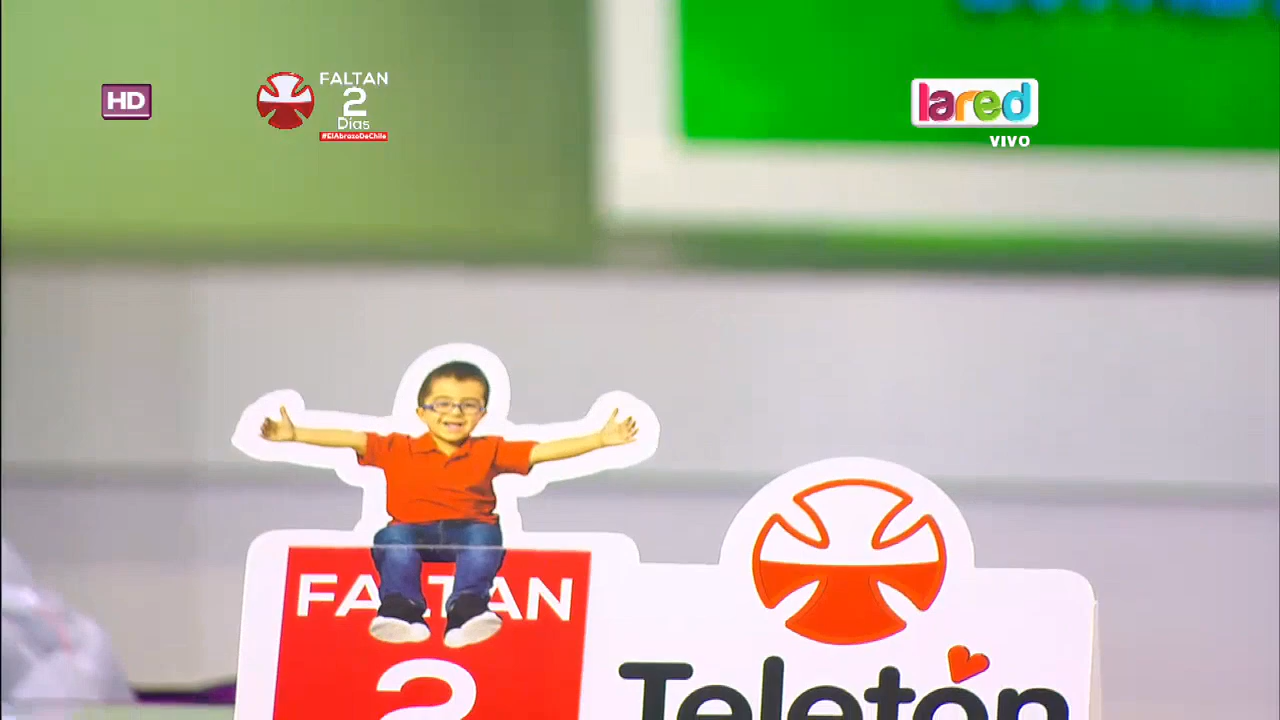 HD
FALTAN
2
Días
#ElAbrazoDeChile
lared
VIVO
FALTAN
2
Teletón